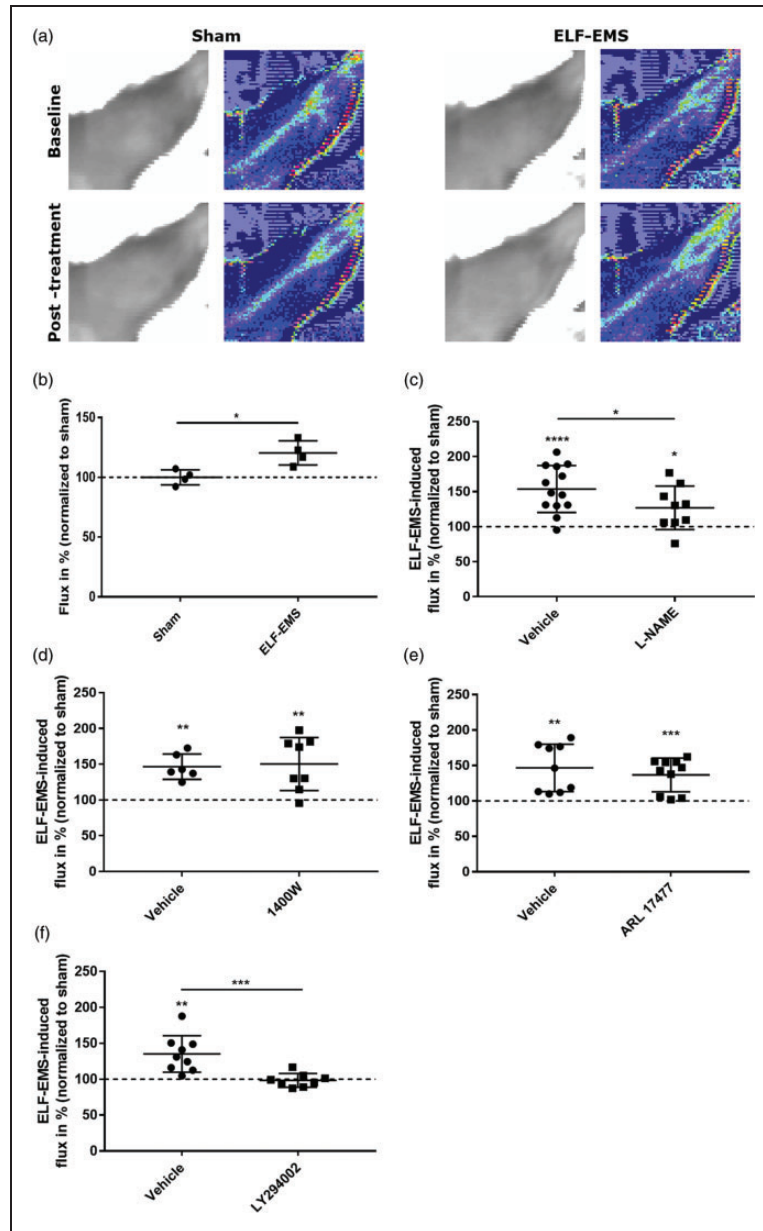 (a)
Sham
ELF-EMS
Baseline
Post -treatment
(b)
Flux in % (normalized to sham)
150
100
50
0
*
Sham
ELF-EMS
(c)
ELF-EMS-induced
flux in % (normalized to sham)
250
200
150
100
50
0
****
*
*
Vehicle
L-NAME
(d)
ELF-EMS-induced
flux in % (normalized to sham)
250
200
150
100
50
0
**
**
Vehicle
1400W
(e)
ELF-EMS-induced
flux in % (normalized to sham)
250
200
150
100
50
0
**
***
Vehicle
ARL 17477
(f)
ELF-EMS-induced
flux in % (normalized to sham)
250
200
150
100
50
0
**
***
Vehicle
LY294002